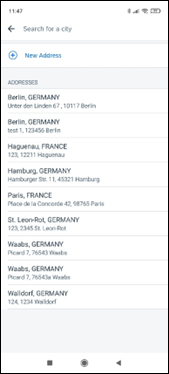 11:47
Search for a city
New Address
ADDRESSES
Berlin, GERMANY
Unter den Linden 67, 10117 Berlin
Berlin, GERMANY
test 1, 123456 Berlin
Haguenau, FRANCE
123, 12211 Haguenau
Hamburg, GERMANY
Hamburger Str. 11, 45321 Hamburg
Paris, FRANCE
Place de la Concorde 42, 98765 Paris
St. Leon-Rot, GERMANY
123, 2345 St. Leon-Rot
Waabs, GERMANY
Picard 7, 76543 Waabs
Waabs, GERMANY
Picard 7, 76543a Waabs
Walldorf, GERMANY
124, 1234 Walldorf